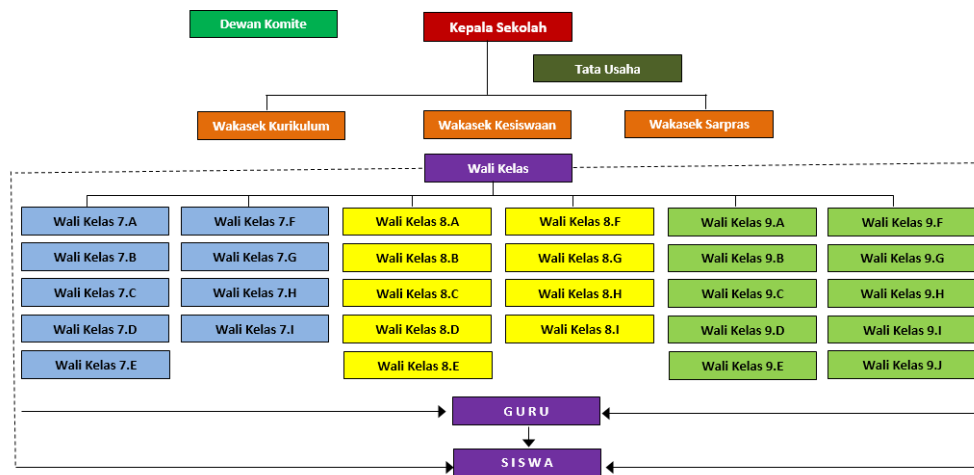 Dewan Komite
Kepala Sekolah
Tata Usaha
Wakasek Kurikulum
Wakasek Kesiswaan
Wakasek Sarpras
Wali Kelas
Wali Kelas 7.A
Wali Kelas 7.F
Wali Kelas 8.A
Wali Kelas 8.F
Wali Kelas 9.A
Wali Kelas 9.F
Wali Kelas 7.B
Wali Kelas 7.G
Wali Kelas 8.B
Wali Kelas 8.G
Wali Kelas 9.B
Wali Kelas 9.G
Wali Kelas 7.C
Wali Kelas 7.H
Wali Kelas 8.C
Wali Kelas 8.H
Wali Kelas 9.C
Wali Kelas 9.H
Wali Kelas 7.D
Wali Kelas 7.I
Wali Kelas 8.D
Wali Kelas 8.I
Wali Kelas 9.D
Wali Kelas 9.I
Wali Kelas 7.E
Wali Kelas 8.E
Wali Kelas 9.E
Wali Kelas 9.J
G U R U
S I S W A